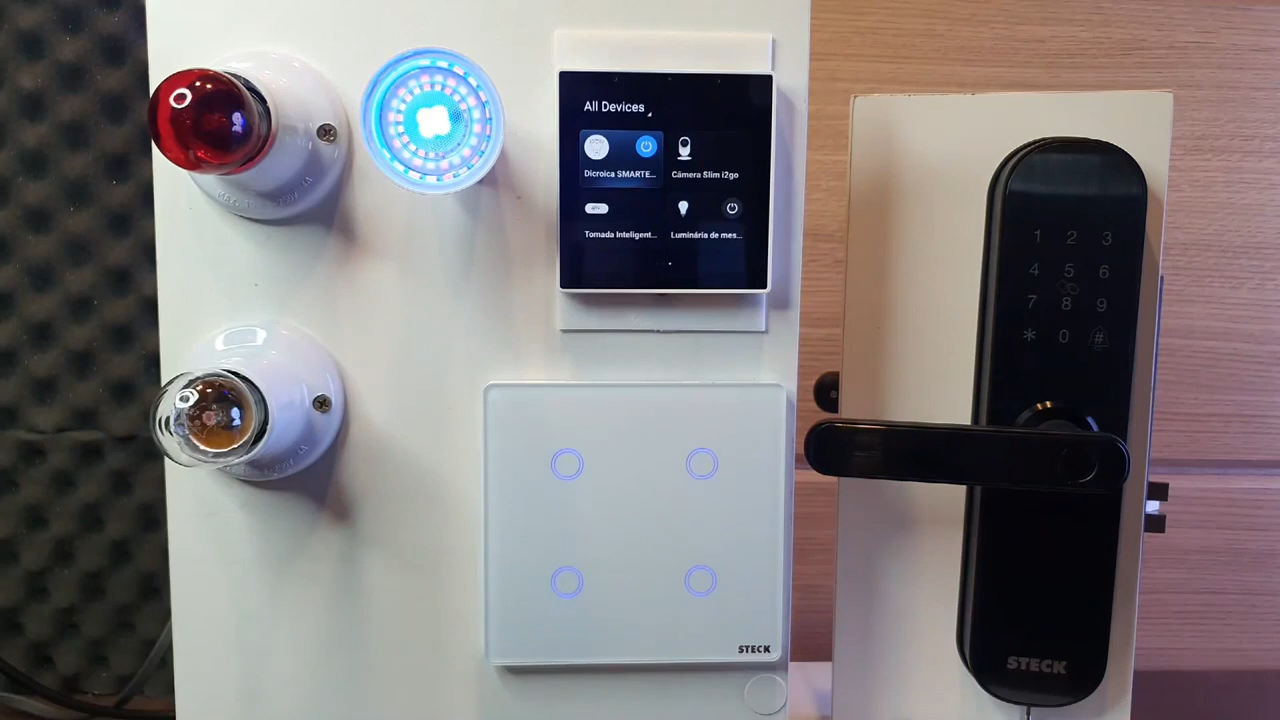 All Devices
Dicroica SMARTE...
Câmera Slim i2go
Tomada Inteligent...
Luminária de mes...
1 2 3
4 5 6
7 8 9
* 0 #
STECK
STECK